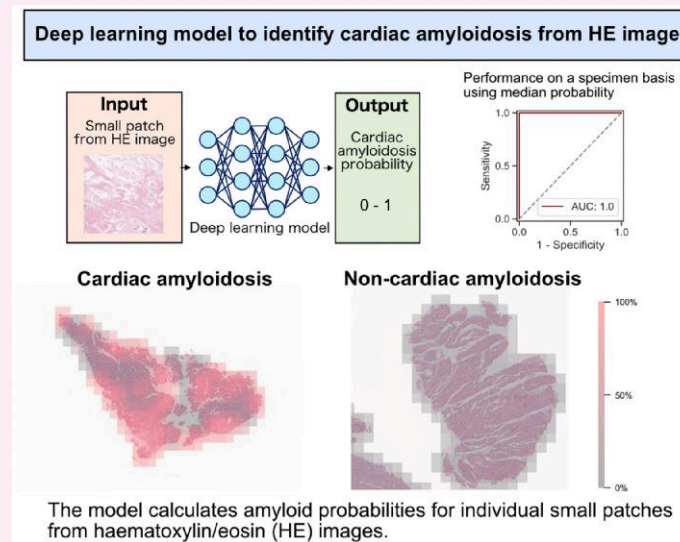 Deep learning model to identify cardiac amyloidosis from HE image
Input
Small patch
from HE image
Deep learning model
Output
Cardiac
amyloidosis
probability
0 - 1
Performance on a specimen basis
using median probability
1.0
0.5
0.0
Sensitivity
AUC: 1.0
0.0
0.5
1.0
1 - Specificity
Cardiac amyloidosis
Non-cardiac amyloidosis
100%
50%
0%
The model calculates amyloid probabilities for individual small patches
from haematoxylin/eosin (HE) images.